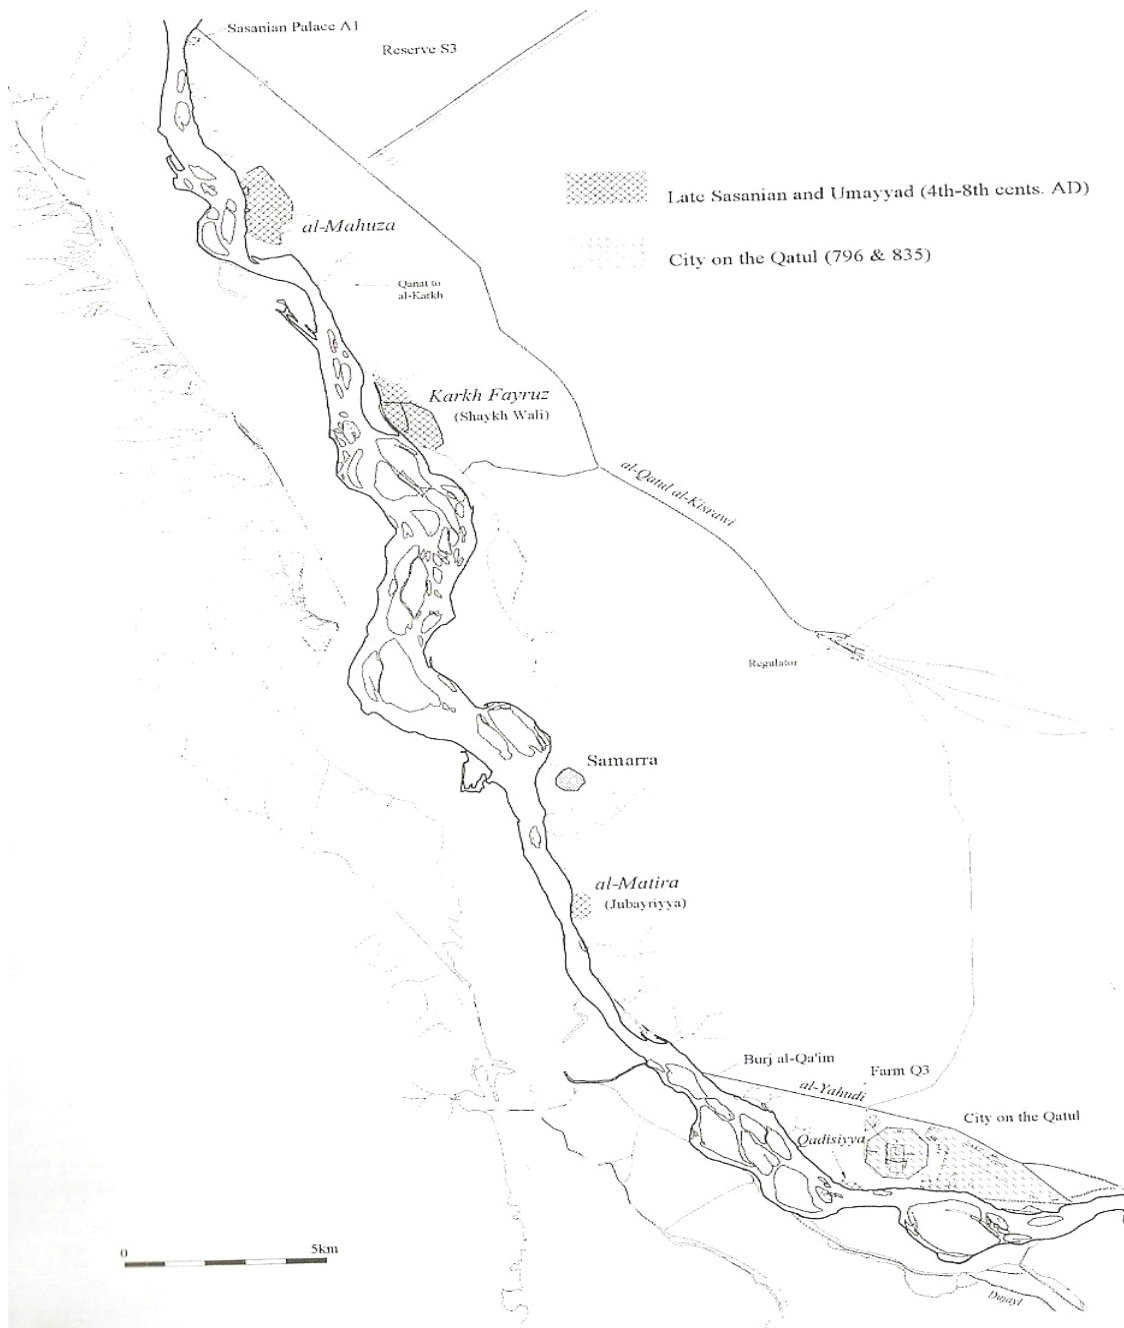 Sasanian Palace A1
Reserve S3
Late Sasanian and Umayyad (4th-8th cents. AD)
al-Mahuza
City on the Qatul (796 & 835)
Qanat to
al-Karkh
Karkh Fayruz
(Shaykh Wali)
al-Qatul al-Kisrawi
Regulator
Samarra
al-Matira
(Jubayriyya)
Burj al-Qa'im
Farm Q3
al-Yahudi
City on the Qatul
Qadisiyya
0
5km
Dujayl